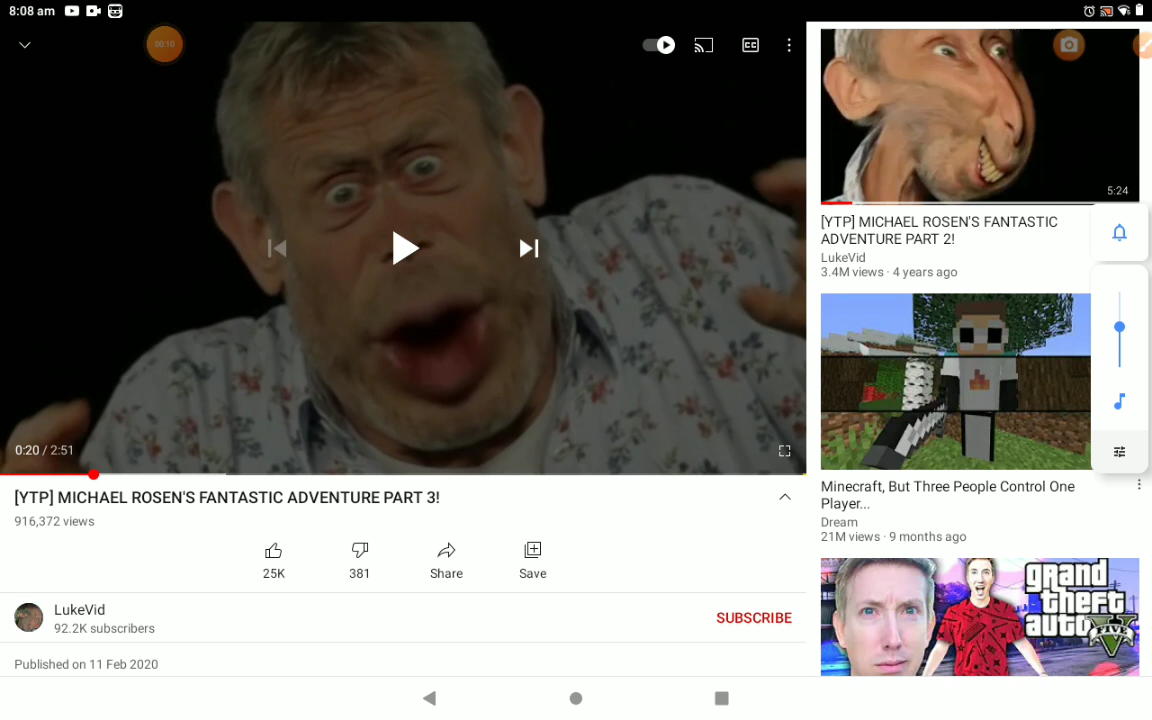 8:08 am
00:10
CC
0:20 / 2:51
[YTP] MICHAEL ROSEN'S FANTASTIC ADVENTURE PART 3!
916,372 views
25K
381
Share
Save
LukeVid
92.2K subscribers
SUBSCRIBE
Published on 11 Feb 2020
5:24
[YTP] MICHAEL ROSEN'S FANTASTIC
ADVENTURE PART 2!
LukeVid
3.4M views · 4 years ago
Minecraft, But Three People Control One
Player...
Dream
21M views · 9 months ago
grand
theft
auto
V
FIVE